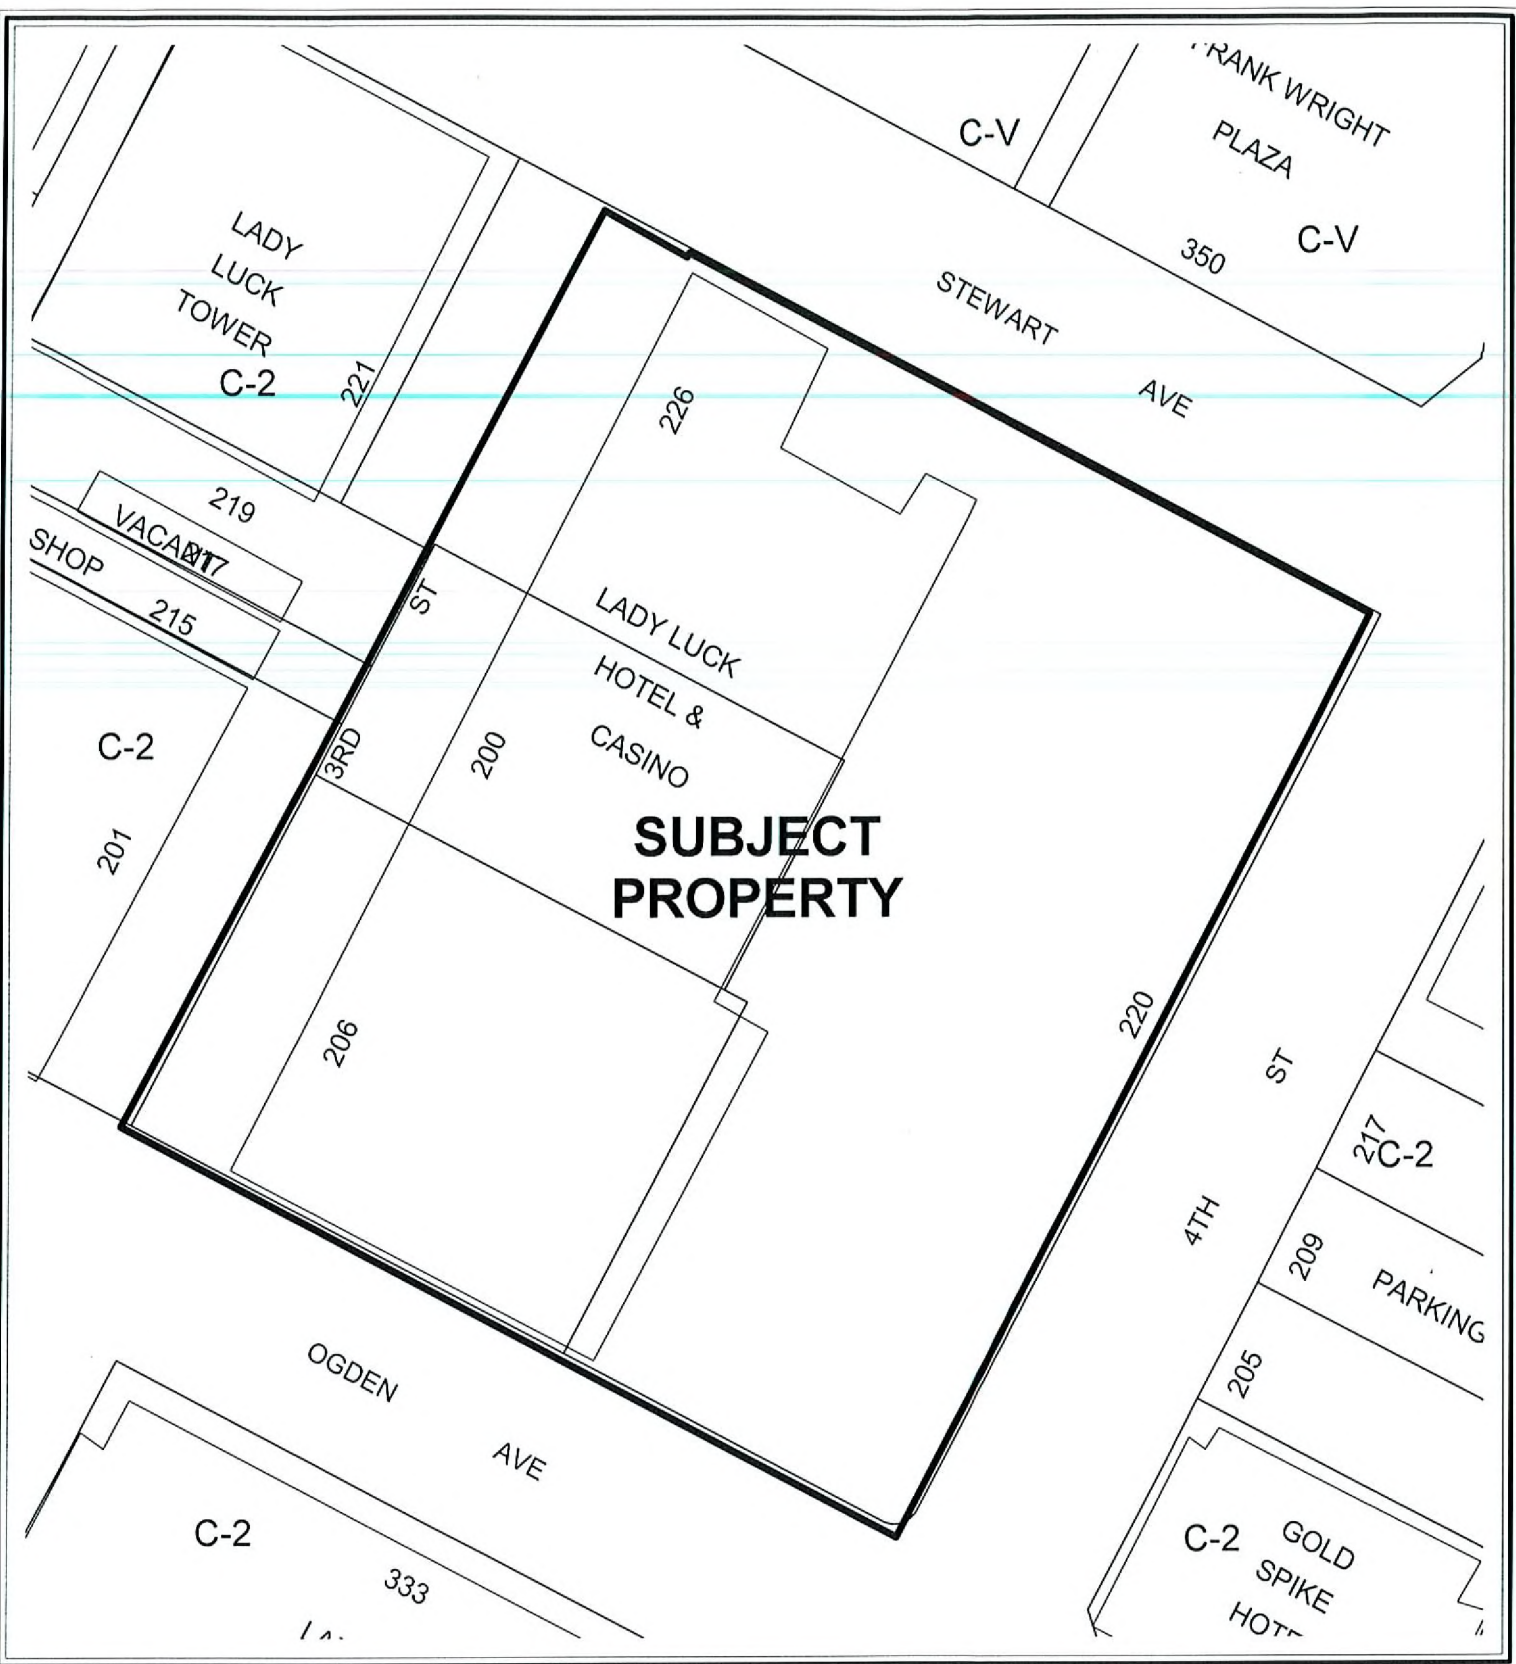 FRANK WRIGHT
PLAZA
C-V
C-V
350
STEWART
AVE
LADY
LUCK
TOWER
C-2
221
226
219
VACANT
217
SHOP
215
ST
3RD
C-2
201
LADY LUCK
HOTEL &
CASINO
200
SUBJECT
PROPERTY
206
220
ST
4TH
217
C-2
209
PARKING
205
OGDEN
AVE
C-2
333
C-2
GOLD
SPIKE